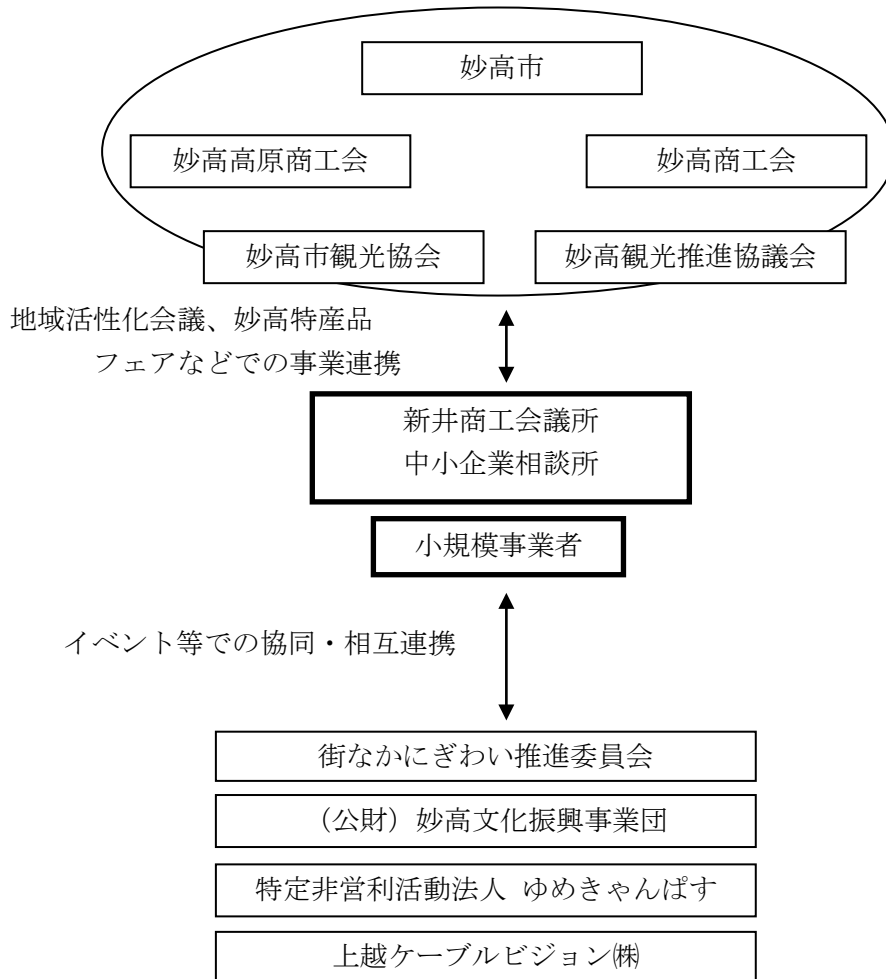 妙高市
妙高高原商工会
妙高商工会
妙高市観光協会
妙高観光推進協議会
地域活性化会議、妙高特産品
フェアなどでの事業連携
新井商工会議所
中小企業相談所
小規模事業者
イベント等での協同・相互連携
街なかにぎわい推進委員会
（公財）妙高文化振興事業団
特定非営利活動法人 ゆめきゃんぱす
上越ケーブルビジョン㈱